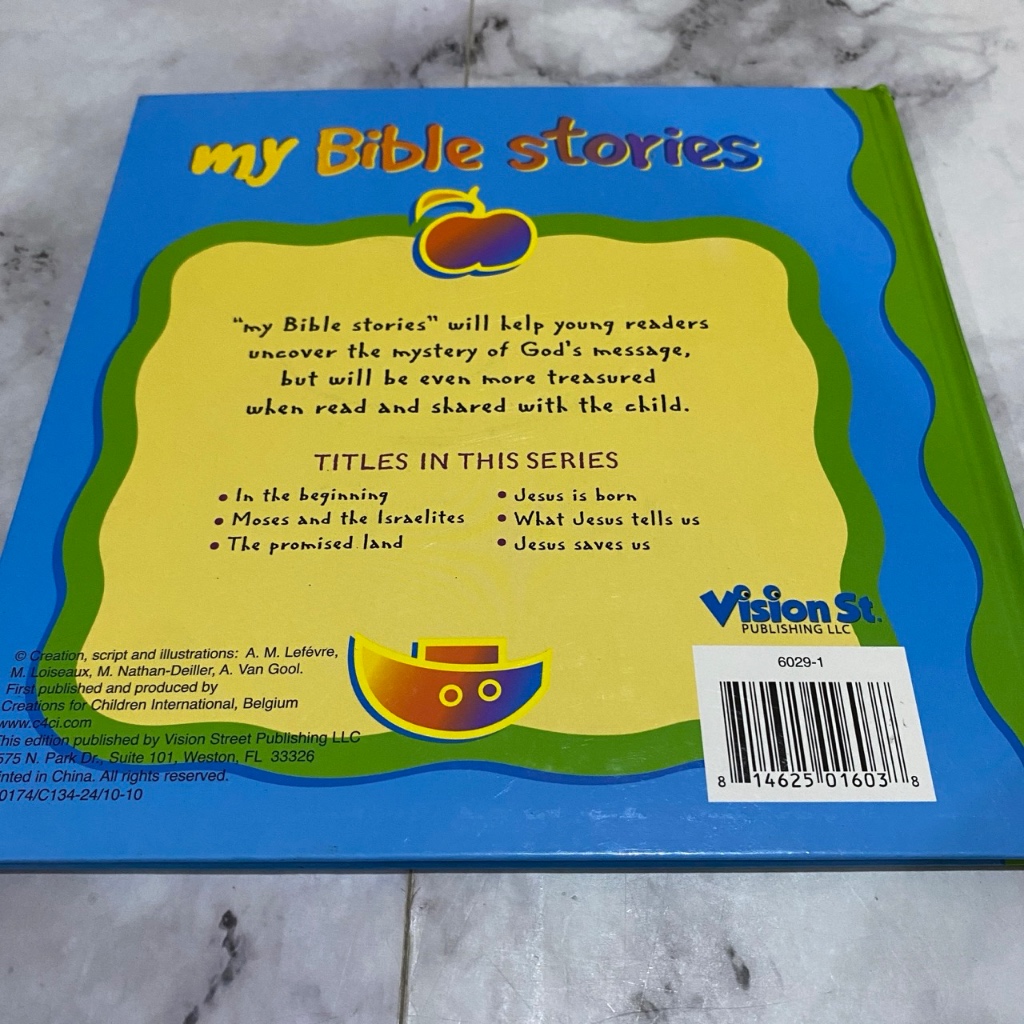 my Bible stories
"my Bible stories" will help young readers
uncover the mystery of God's message,
but will be even more treasured
when read and shared with the child.
TITLES IN THIS SERIES
• In the beginning
• Moses and the Israelites
• The promised land
• Jesus is born
• What Jesus tells us
• Jesus saves us
© Creation, script and illustrations: A. M. Lefévre,
M. Loiseaux, M. Nathan-Deiller, A. Van Gool.
First published and produced by
Creations for Children International, Belgium
www.c4ci.com
This edition published by Vision Street Publishing LLC
575 N. Park Dr., Suite 101, Weston, FL 33326
inted in China. All rights reserved.
0174/C134-24/10-10
Vision St.
PUBLISHING LLC
6029-1
8 14625 01603 8